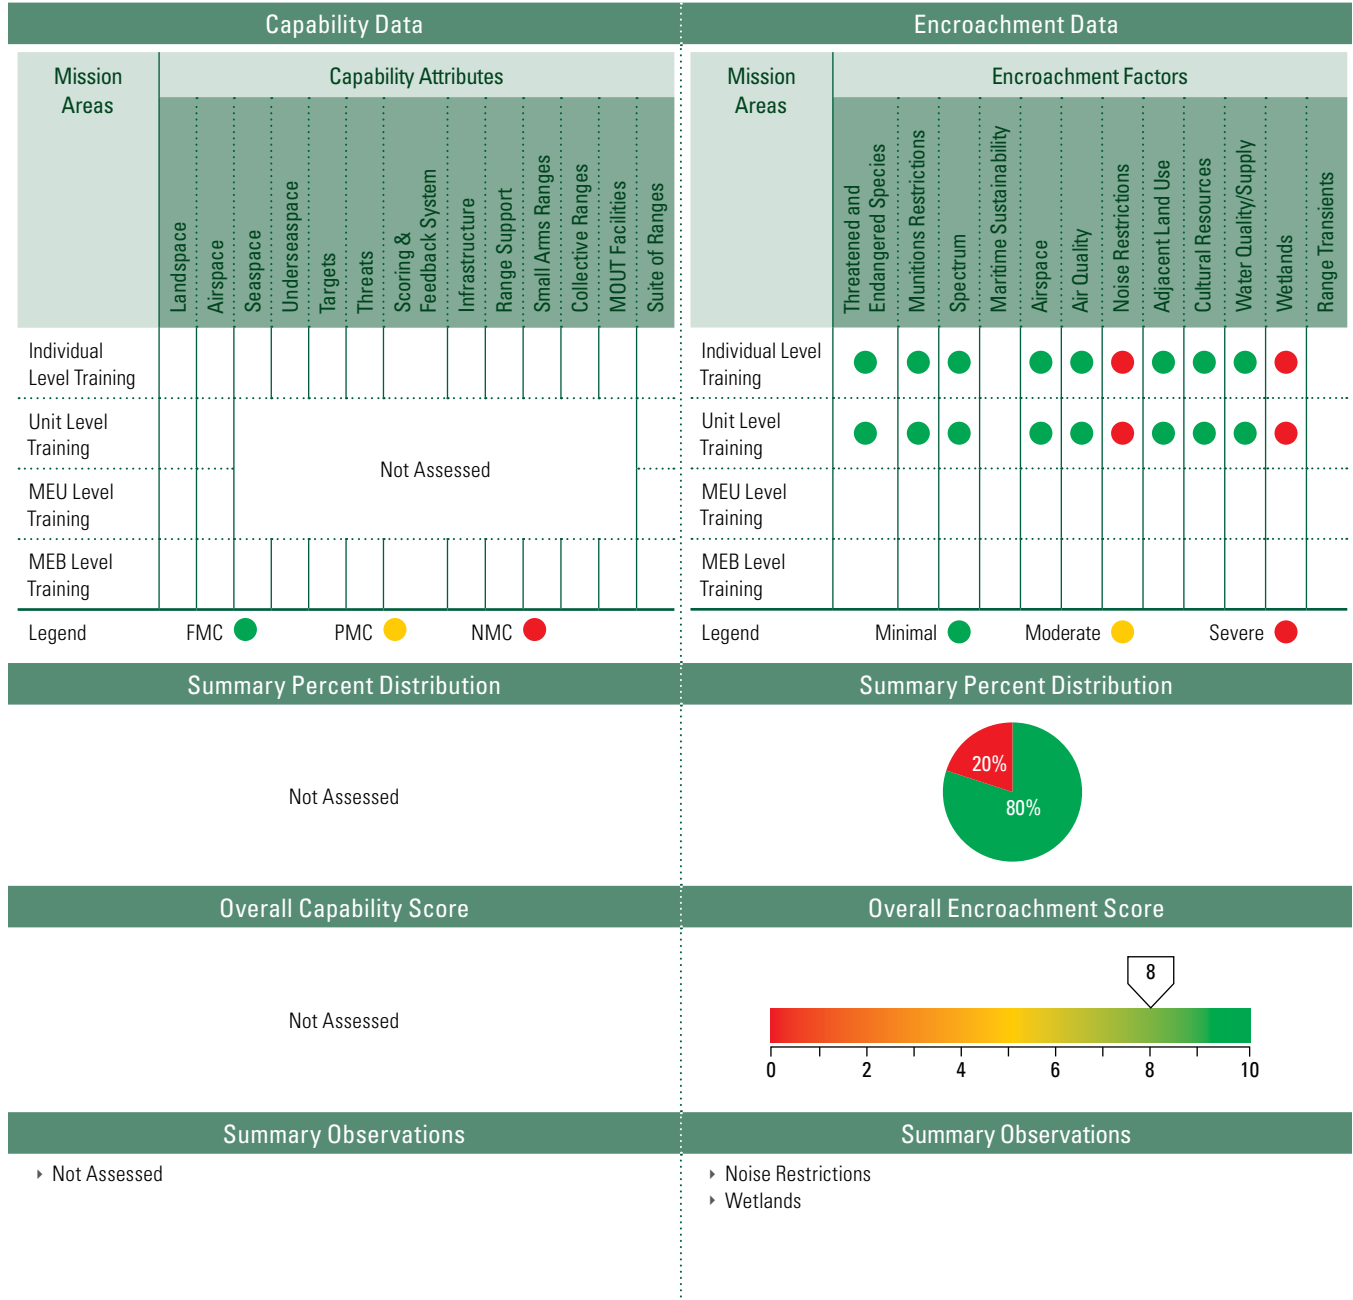 Capability Data
Mission
Areas
Capability Attributes
Landspace
Airspace
Seaspace
Underseaspace
Targets
Threats
Scoring &
Feedback System
Infrastructure
Range Support
Small Arms Ranges
Collective Ranges
MOUT Facilities
Suite of Ranges
Individual
Level Training
Unit Level
Training
Not Assessed
MEU Level
Training
MEB Level
Training
Legend FMC PMC NMC
Summary Percent Distribution
Not Assessed
Overall Capability Score
Not Assessed
Summary Observations
Not Assessed
Encroachment Data
Mission
Areas
Encroachment Factors
Threatened and
Endangered Species
Munitions Restrictions
Spectrum
Maritime Sustainability
Airspace
Air Quality
Noise Restrictions
Adjacent Land Use
Cultural Resources
Water Quality/Supply
Wetlands
Range Transients
Individual Level
Training
Unit Level
Training
MEU Level
Training
MEB Level
Training
Legend Minimal Moderate Severe
Summary Percent Distribution
20%
80%
Overall Encroachment Score
8
0 2 4 6 8 10
Summary Observations
Noise Restrictions
Wetlands